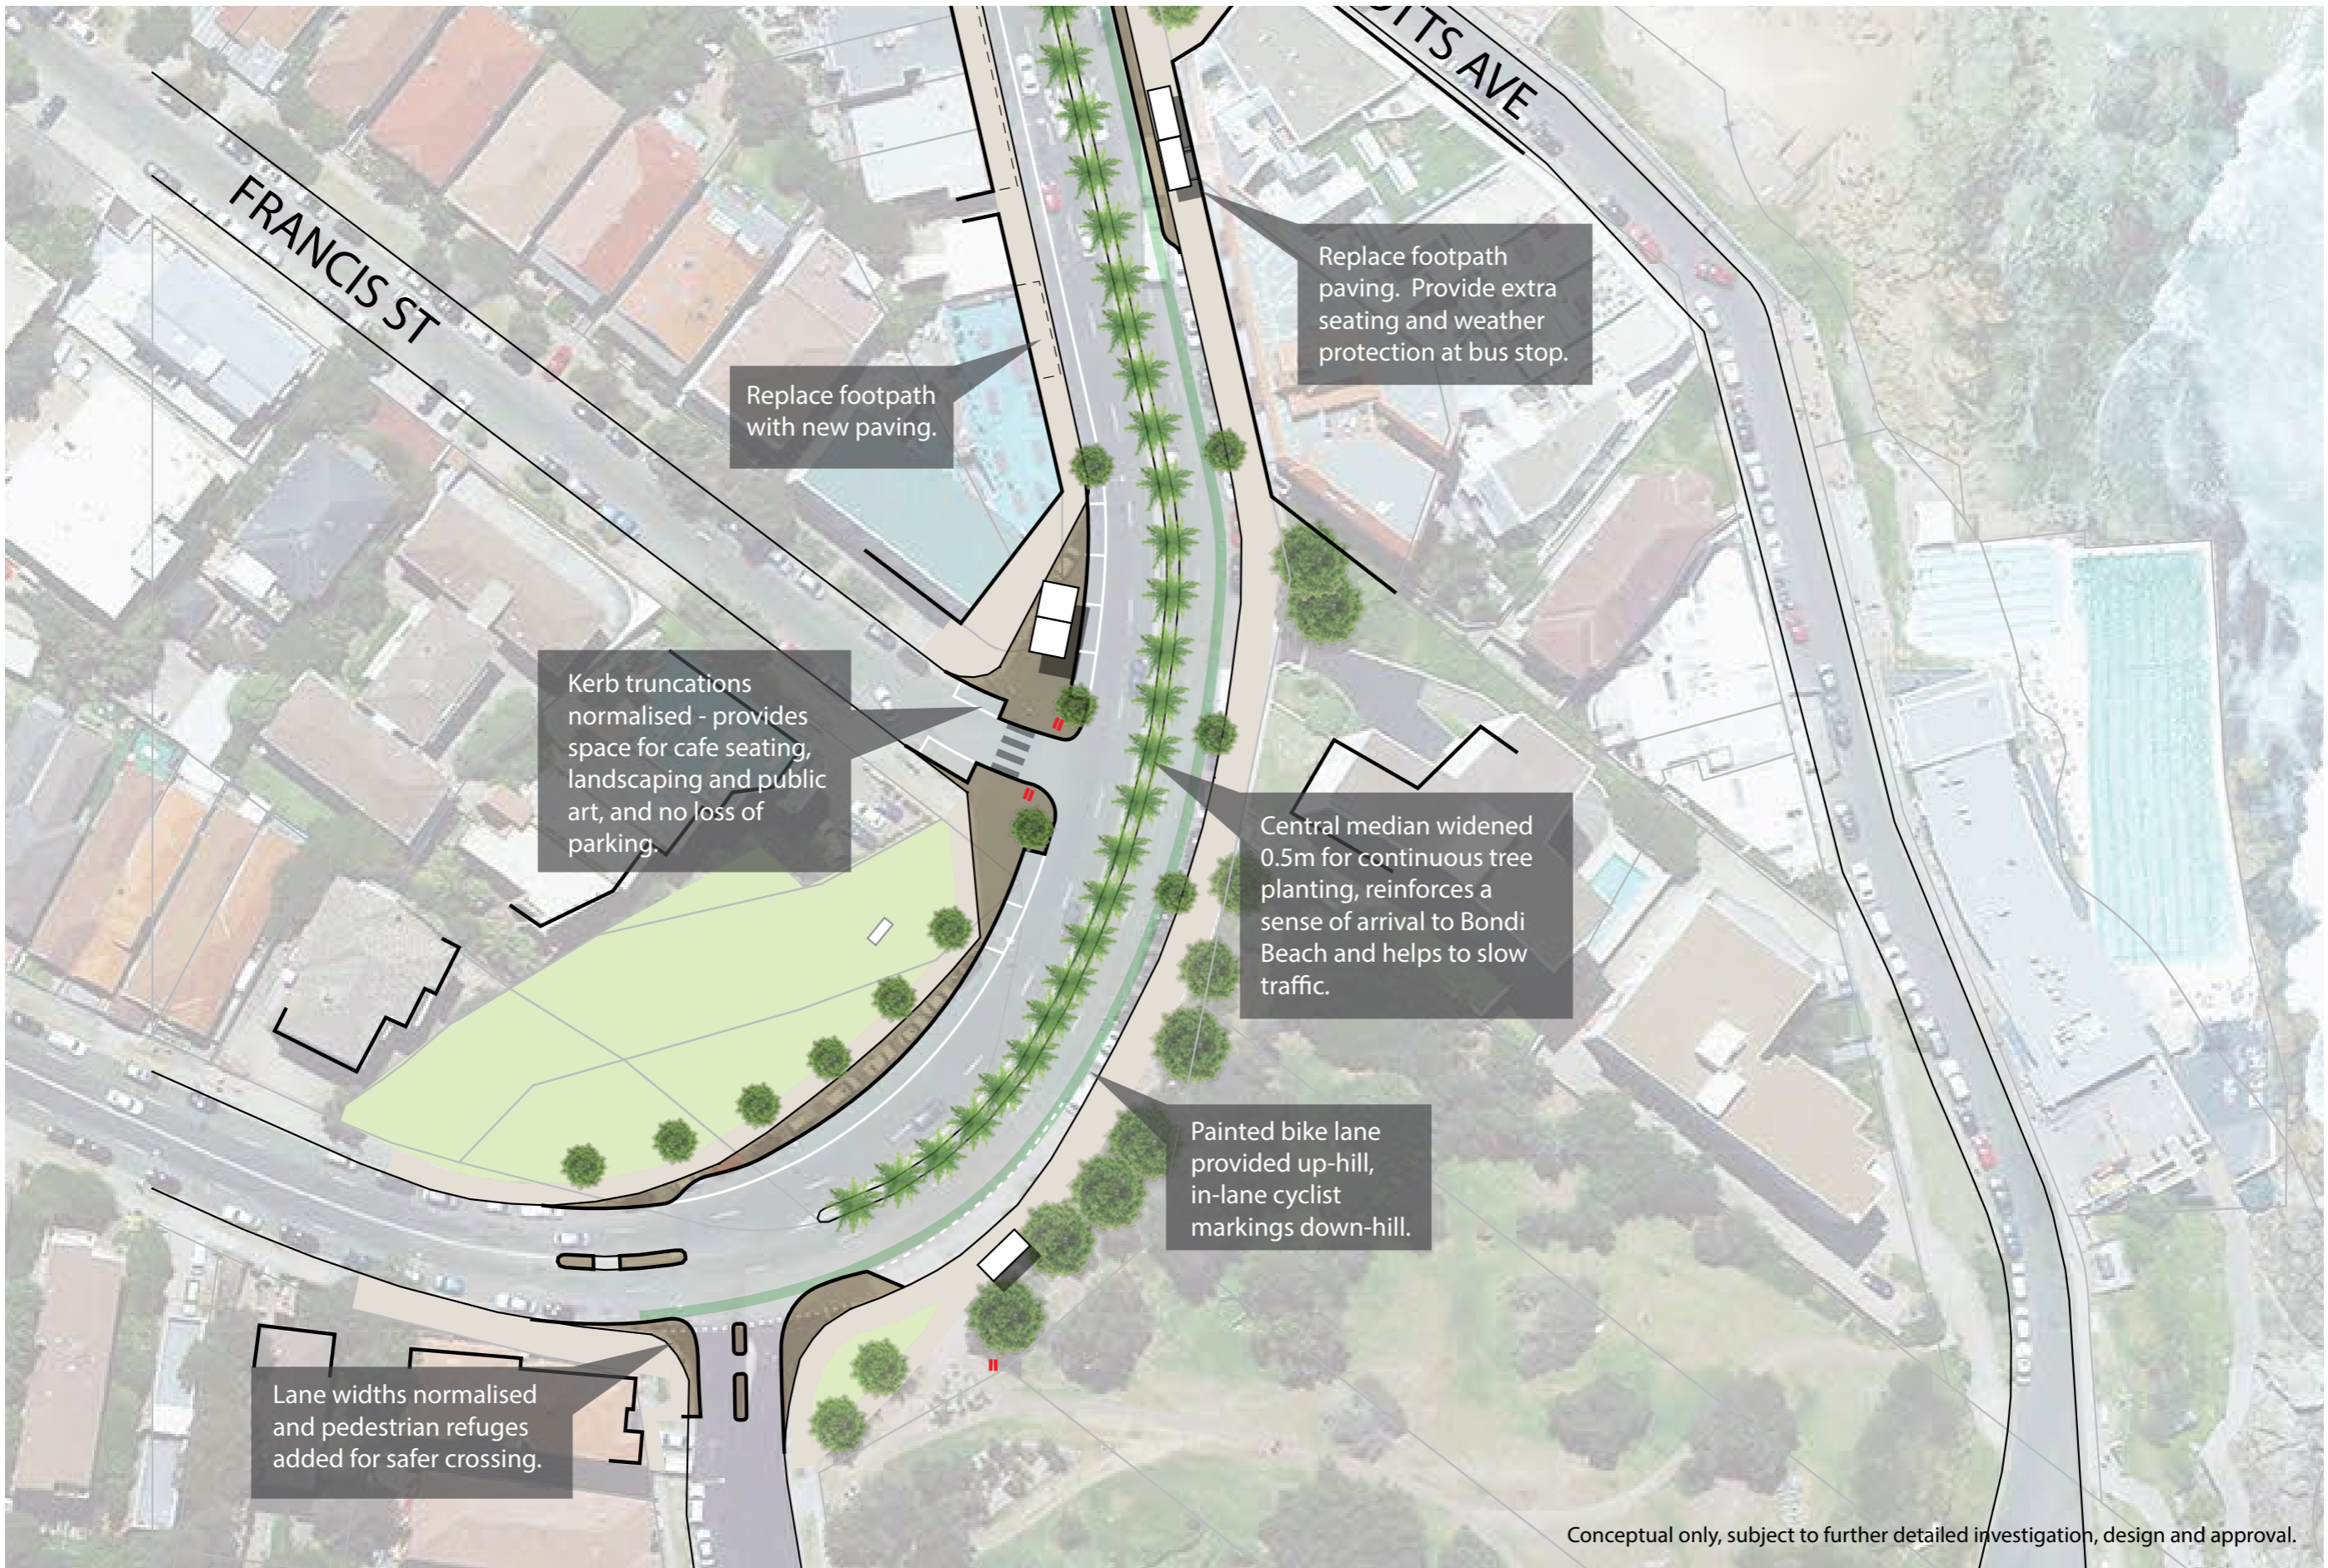 OTTS AVE
FRANCIS ST
Replace footpath
paving.  Provide extra
seating and weather
protection at bus stop.
Replace footpath
with new paving.
Kerb truncations
normalised - provides
space for cafe seating,
landscaping and public
art, and no loss of
parking.
Central median widened
0.5m for continuous tree
planting, reinforces a
sense of arrival to Bondi
Beach and helps to slow
traffic.
Painted bike lane
provided up-hill,
in-lane cyclist
markings down-hill.
Lane widths normalised
and pedestrian refuges
added for safer crossing.
Conceptual only, subject to further detailed investigation, design and approval.